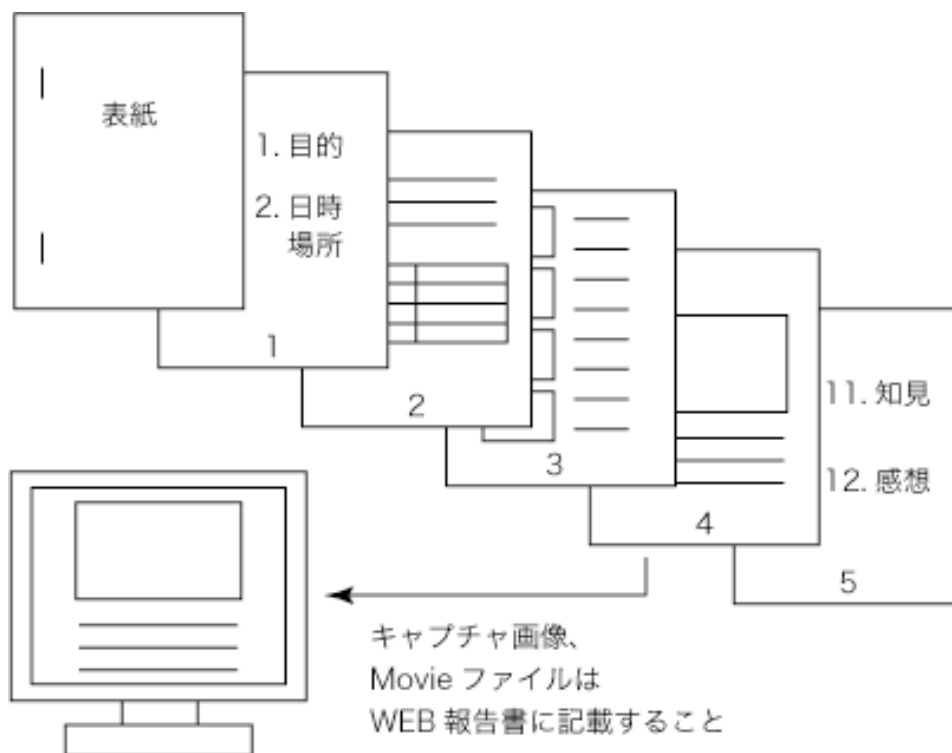 表紙
1. 目的
2. 日時
場所
1
2
3
4
11. 知見
12. 感想
5
キャプチャ画像、
Movie ファイルは
WEB 報告書に記載すること